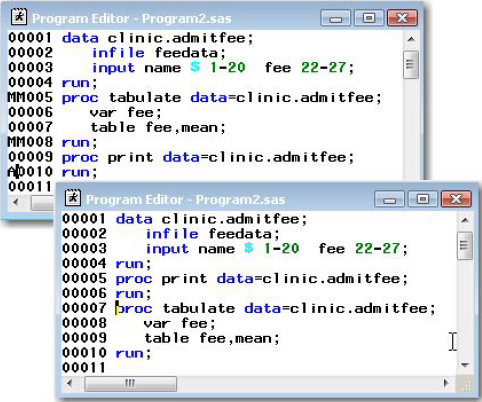 Program Editor - Program2.sas
00001 data clinic.admitfee;
00002    infile feedata;
00003    input name $ 1-20  fee 22-27;
00004 run;
MM005 proc tabulate data=clinic.admitfee;
00006    var fee;
00007    table fee,mean;
MM008 run;
00009 proc print data=clinic.admitfee;
A0010 run;
00011
Program Editor - Program2.sas
00001 data clinic.admitfee;
00002    infile feedata;
00003    input name $ 1-20  fee 22-27;
00004 run;
00005 proc print data=clinic.admitfee;
00006 run;
00007 proc tabulate data=clinic.admitfee;
00008    var fee;
00009    table fee,mean;
00010 run;
00011